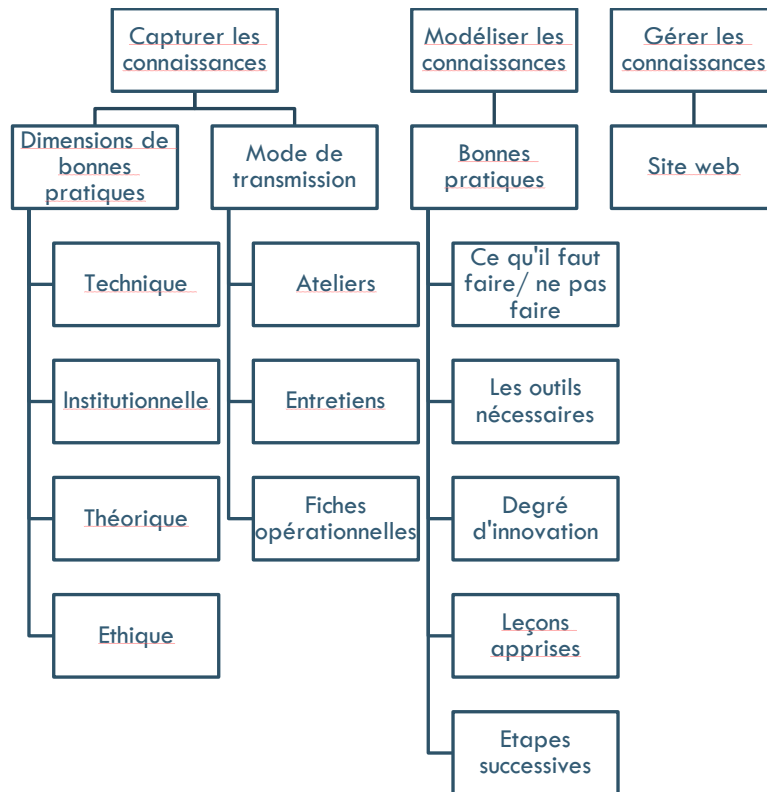 Capturer les
connaissances
Modéliser les
connaissances
Gérer les
connaissances
Dimensions de
bonnes
pratiques
Mode de
transmission
Bonnes
pratiques
Site web
Technique
Institutionnelle
Théorique
Ethique
Ateliers
Entretiens
Fiches
opérationnelles
Ce qu'il faut
faire/ ne pas
faire
Les outils
nécessaires
Degré
d'innovation
Leçons
apprises
Etapes
successives